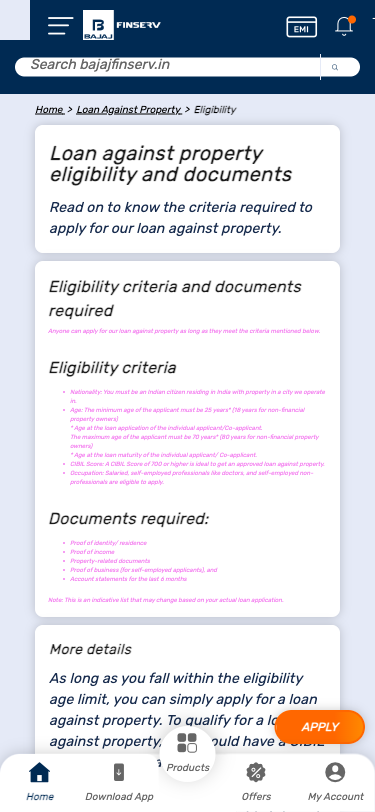 BAJAJ FINSERV
EMI
Search bajajfinserv.in
Home > Loan Against Property > Eligibility
Loan against property
eligibility and documents
Read on to know the criteria required to
apply for our loan against property.
Eligibility criteria and documents
required
Anyone can apply for our loan against property as long as they meet the criteria mentioned below.
Eligibility criteria
• Nationality: You must be an Indian citizen residing in India with property in a city we operate
in.
• Age: The minimum age of the applicant must be 25 years* (18 years for non-financial
property owners)
* Age at the loan application of the individual applicant/Co-applicant.
The maximum age of the applicant must be 70 years* (80 years for non-financial property
owners)
* Age at the loan maturity of the individual applicant/ Co-applicant.
• CIBIL Score: A CIBIL Score of 700 or higher is ideal to get an approved loan against property.
• Occupation: Salaried, self-employed professionals like doctors, and self-employed non-
professionals are eligible to apply.
Documents required:
• Proof of identity/ residence
• Proof of income
• Property-related documents
• Proof of business (for self-employed applicants), and
• Account statements for the last 6 months
Note: This is an indicative list that may change based on your actual loan application.
More details
As long as you fall within the eligibility
age limit, you can simply apply for a loan
against property. To qualify for a
against property,
APPLY
Home
Download App
Products
Offers
My Account